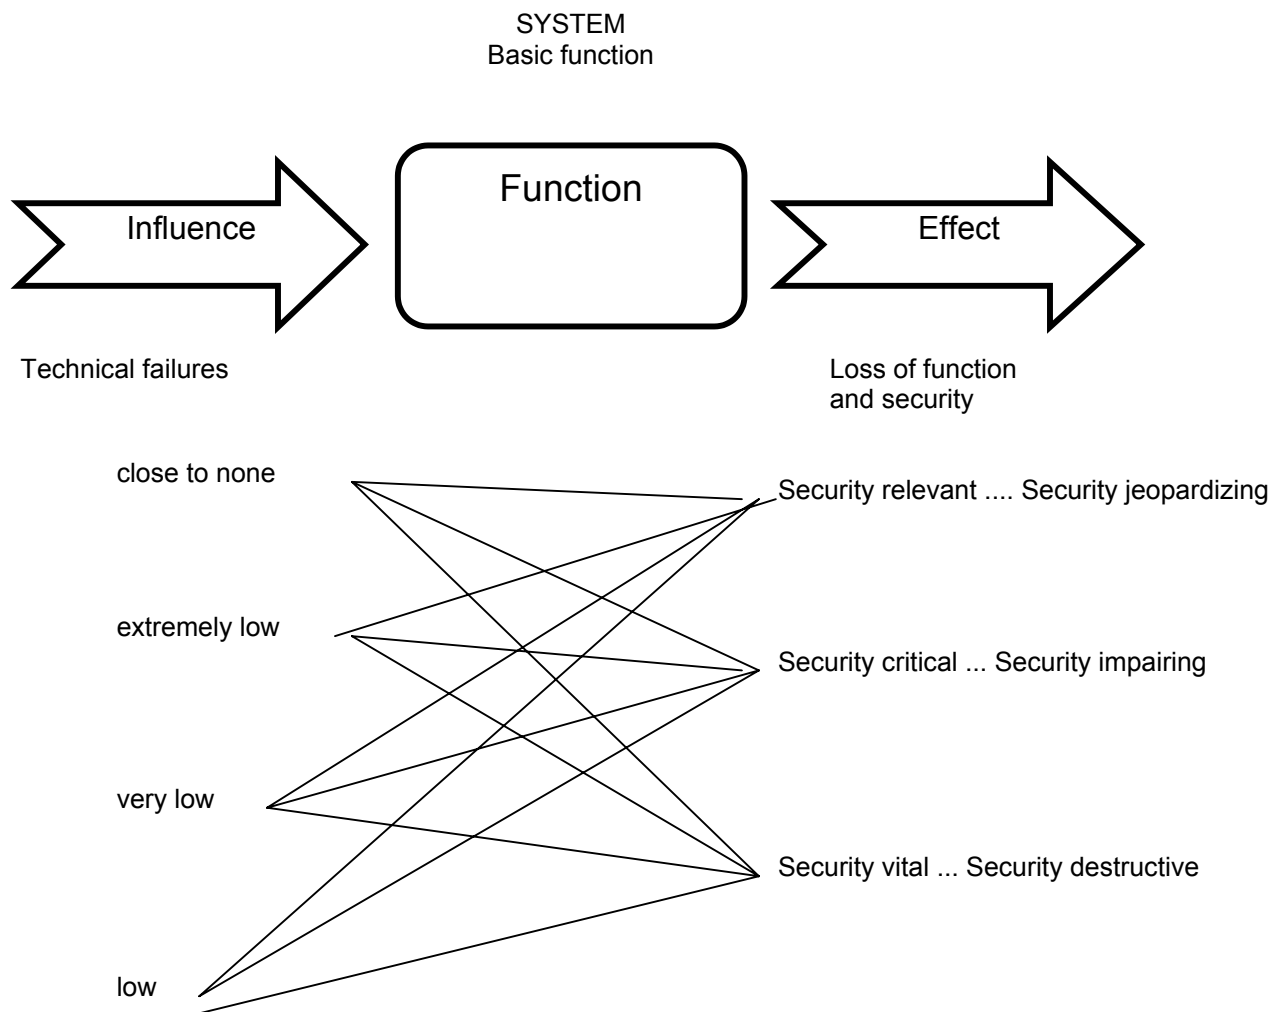 SYSTEM
Basic function
Influence
Function
Effect
Technical failures
Loss of function
and security
close to none
Security relevant .... Security jeopardizing
extremely low
Security critical ... Security impairing
very low
Security vital ... Security destructive
low